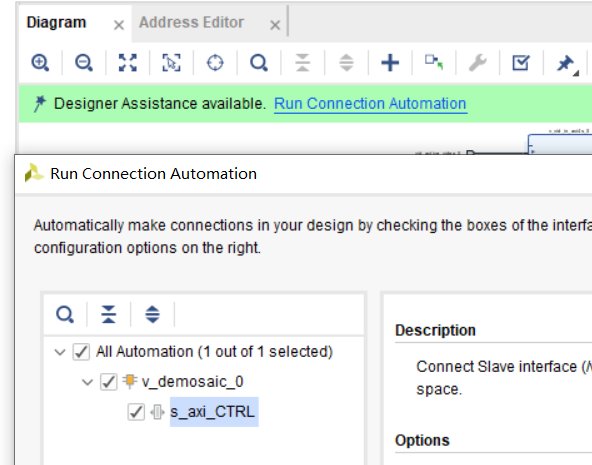 Diagram
Address Editor
Designer Assistance available. Run Connection Automation
Run Connection Automation
Automatically make connections in your design by checking the boxes of the interfa
configuration options on the right.
All Automation (1 out of 1 selected)
v_demosaic_0
s_axi_CTRL
Description
Connect Slave interface (/
space.
Options